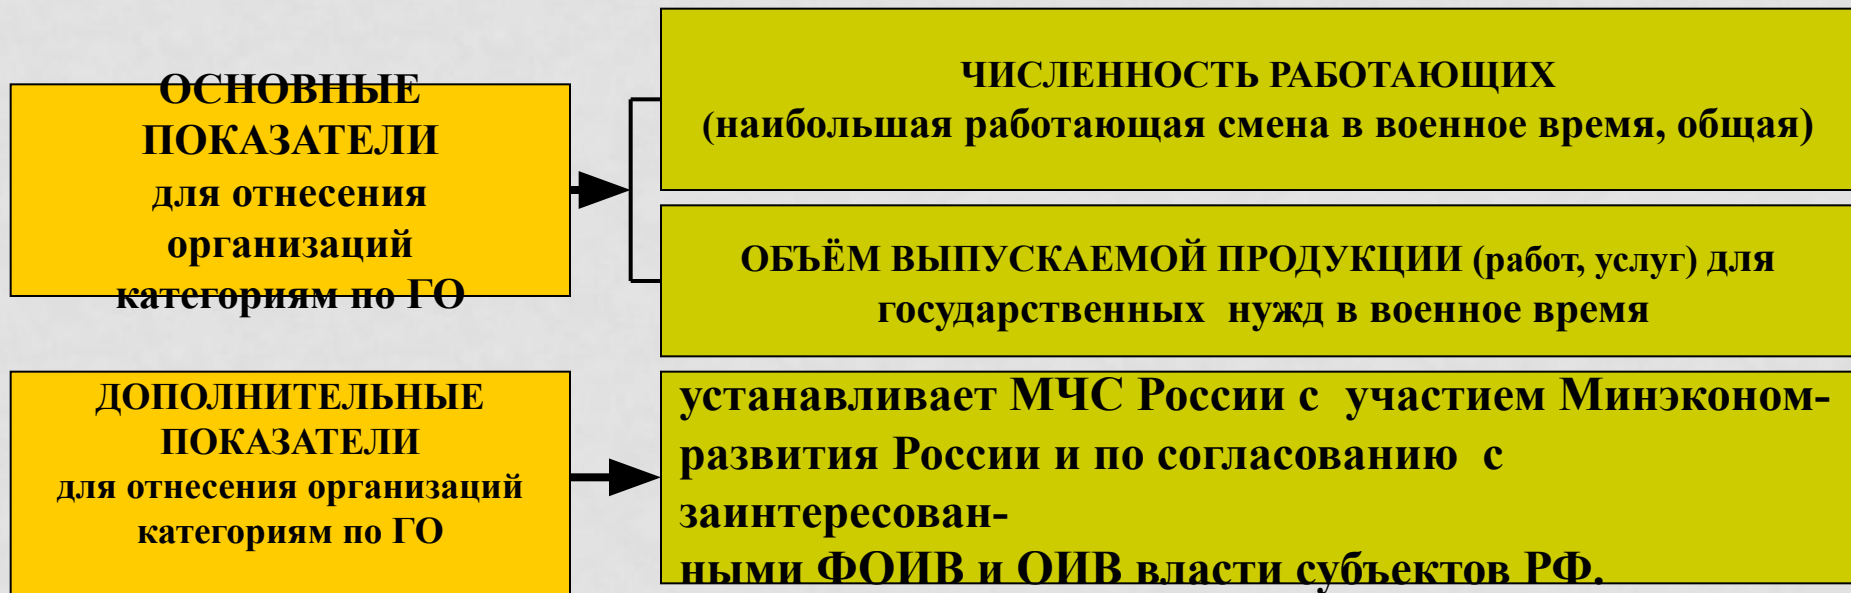 ОСНОВНЫЕ
ПОКАЗАТЕЛИ
для отнесения
организаций
категориям по ГО
ЧИСЛЕННОСТЬ РАБОТАЮЩИХ
(наибольшая работающая смена в военное время, общая)
ОБЪЁМ ВЫПУСКАЕМОЙ ПРОДУКЦИИ (работ, услуг) для
государственных нужд в военное время
ДОПОЛНИТЕЛЬНЫЕ
ПОКАЗАТЕЛИ
для отнесения организаций
категориям по ГО
устанавливает МЧС России с участием Минэконом-
развития России и по согласованию с
заинтересован-
ными ФОИВ и ОИВ власти субъектов РФ.